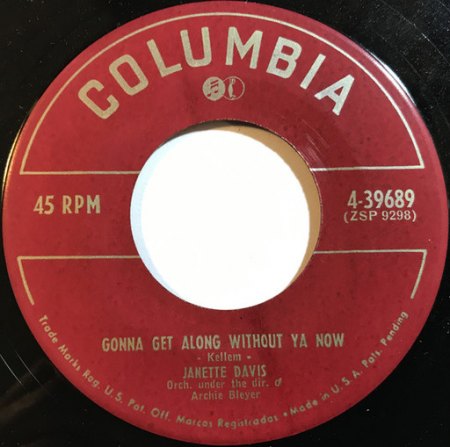 COLUMBIA
45 RPM
4-39689
(ZSP 9298)
GONNA GET ALONG WITHOUT YA NOW
- Kellem -
JANETTE DAVIS
Orch. under the dir. of
Archie Bleyer
Trade Marks Reg. U.S. Pat. Off. Marcas Registradas • Made in U.S.A. Pats. Pending